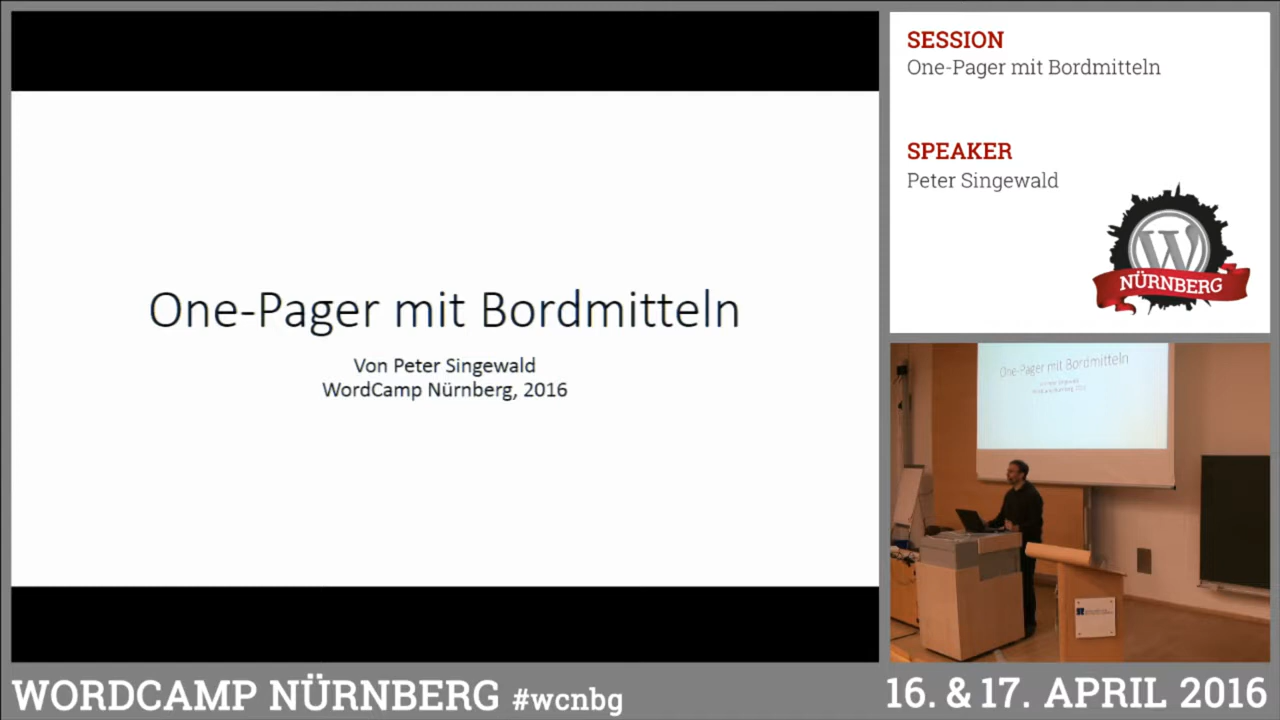 One-Pager mit Bordmitteln
Von Peter Singewald
WordCamp Nürnberg, 2016
SESSION
One-Pager mit Bordmitteln
SPEAKER
Peter Singewald
W
NÜRNBERG
One-Pager mit Bordmitteln
WORDCAMP NÜRNBERG #wcnbg
16. & 17. APRIL 2016